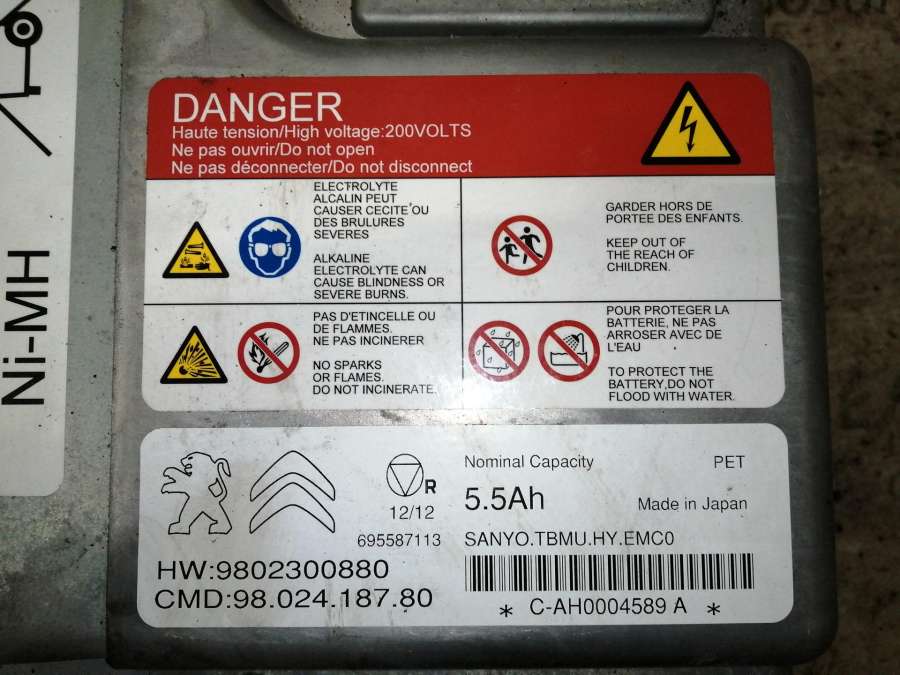 Ni-MH
DANGER
Haute tension/High voltage:200VOLTS
Ne pas ouvrir/Do not open
Ne pas déconnecter/Do not disconnect
ELECTROLYTE
ALCALIN PEUT
CAUSER CECITE OU
DES BRULURES
SEVERES
ALKALINE
ELECTROLYTE CAN
CAUSE BLINDNESS OR
SEVERE BURNS.
GARDER HORS DE
PORTEE DES ENFANTS.
KEEP OUT OF
THE REACH OF
CHILDREN.
PAS D'ETINCELLE OU
DE FLAMMES.
NE PAS INCINERER
NO SPARKS
OR FLAMES.
DO NOT INCINERATE.
POUR PROTEGER LA
BATTERIE, NE PAS
ARROSER AVEC DE
L'EAU
TO PROTECT THE
BATTERY,DO NOT
FLOOD WITH WATER.
R
12/12
695587113
HW:9802300880
CMD:98.024.187.80
Nominal Capacity
PET
5.5Ah
Made in Japan
SANYO.TBMU.HY.EMC0
* C-AH0004589 A *